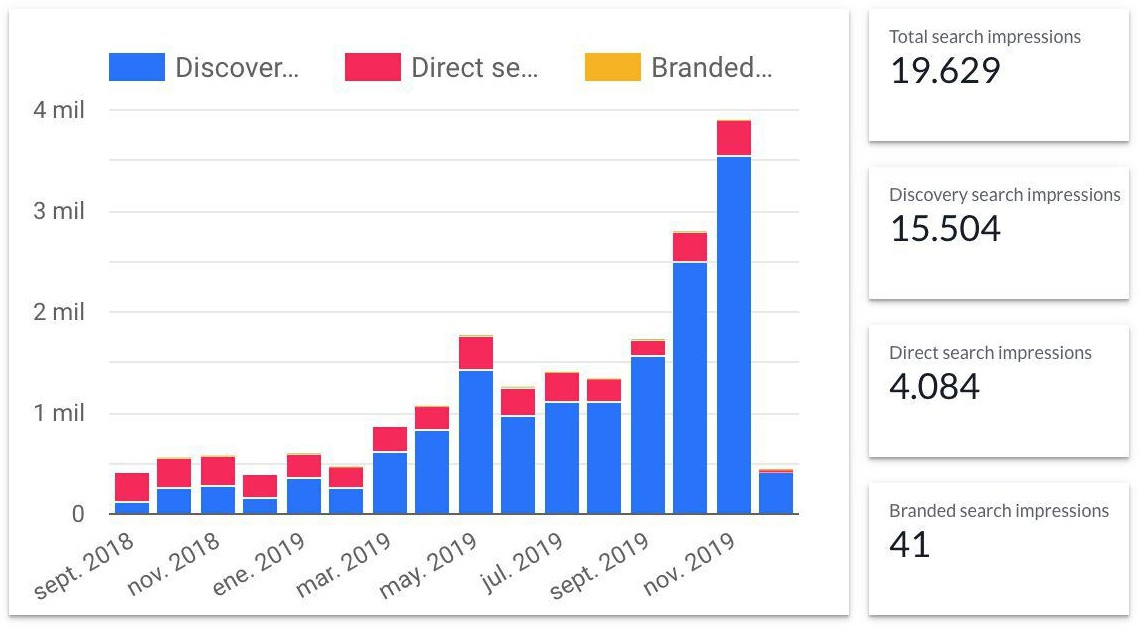 Discover...
Direct se...
Branded...
4 mil
3 mil
2 mil
1 mil
0
sept. 2018
nov. 2018
ene. 2019
mar. 2019
may. 2019
jul. 2019
sept. 2019
nov. 2019
Total search impressions
19.629
Discovery search impressions
15.504
Direct search impressions
4.084
Branded search impressions
41